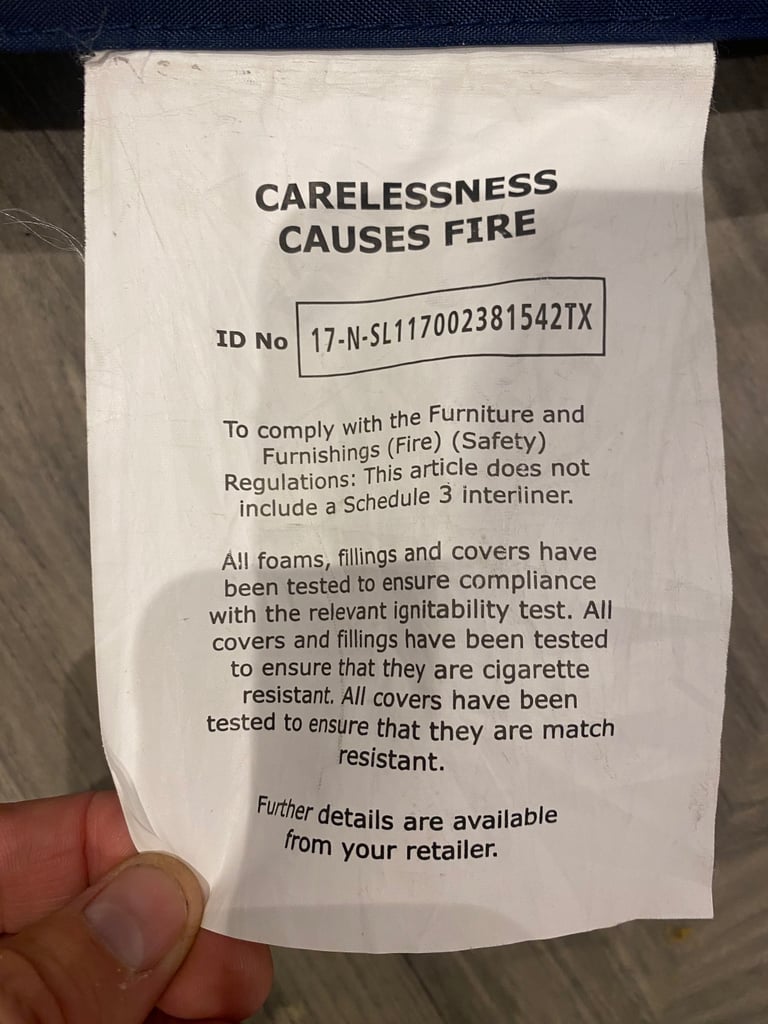 CARELESSNESS
CAUSES FIRE
ID No 17-N-SL117002381542TX
To comply with the Furniture and
Furnishings (Fire) (Safety)
Regulations: This article does not
include a Schedule 3 interliner.
All foams, fillings and covers have
been tested to ensure compliance
with the relevant ignitability test. All
covers and fillings have been tested
to ensure that they are cigarette
resistant. All covers have been
tested to ensure that they are match
resistant.
Further details are available
from your retailer.